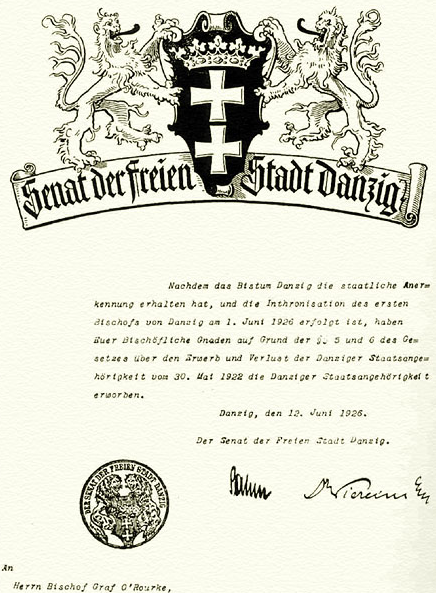 Senat der Freien Stadt Danzig
Nachdem das Bistum Danzig die staatliche Aner-
kennung erhalten hat, und die Inthronisation des ersten
Bischofs von Danzig am 1. Juni 1926 erfolgt ist, haben
Euer Bischöfliche Gnaden auf Grund der §§ 5 und 6 des Ge-
setzes über den Erwerb und Verlust der Danziger Staatsange-
hörigkeit vom 30. Mai 1922 die Danziger Staatsangehörigkeit
erworben.
Danzig, den 12. Juni 1926.
Der Senat der Freien Stadt Danzig.
DER SENAT DER FREIEN STADT DANZIG
An
Herrn Bischof Graf O'Rourke,